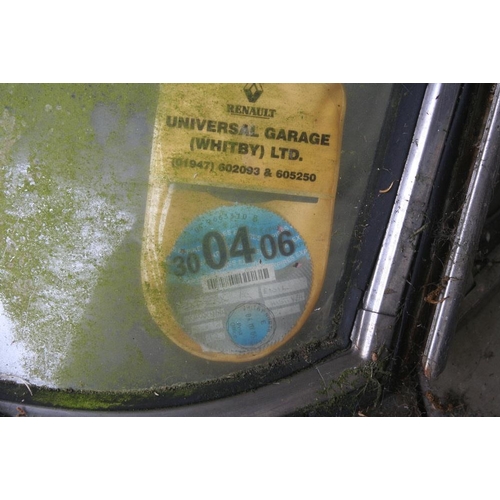 RENAULT
UNIVERSAL GARAGE
(WHITBY) LTD.
(01947) 602093 & 605250
30 04 06